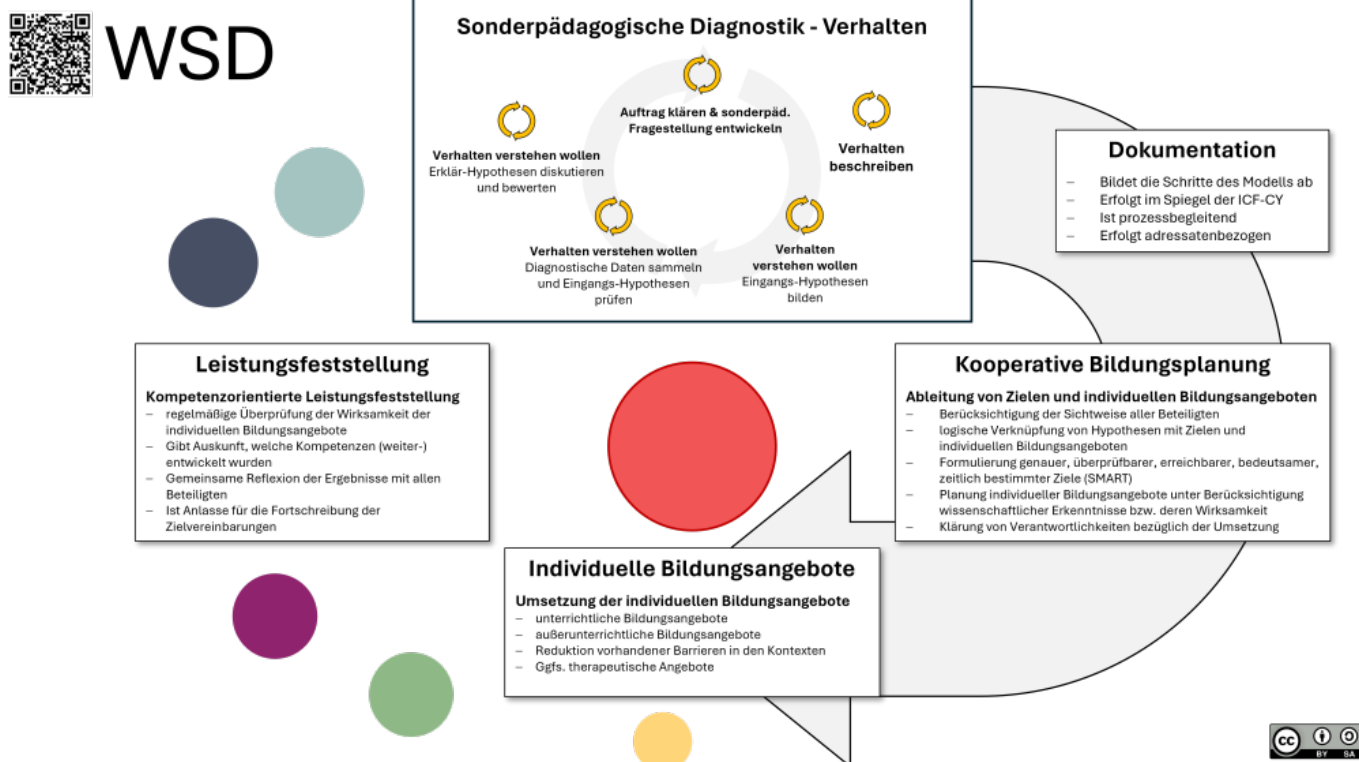 WSD
Sonderpädagogische Diagnostik - Verhalten
Auftrag klären & sonderpäd.
Fragestellung entwickeln
Verhalten
beschreiben
Verhalten
verstehen wollen
Eingangs-Hypothesen
bilden
Verhalten verstehen wollen
Diagnostische Daten sammeln
und Eingangs-Hypothesen
prüfen
Verhalten verstehen wollen
Erklär-Hypothesen diskutieren
und bewerten
Dokumentation
– Bildet die Schritte des Modells ab
– Erfolgt im Spiegel der ICF-CY
– Ist prozessbegleitend
– Erfolgt adressatenbezogen
Kooperative Bildungsplanung
Ableitung von Zielen und individuellen Bildungsangeboten
– Berücksichtigung der Sichtweise aller Beteiligten
– logische Verknüpfung von Hypothesen mit Zielen und
individuellen Bildungsangeboten
– Formulierung genauer, überprüfbarer, erreichbarer, bedeutsamer,
zeitlich bestimmter Ziele (SMART)
– Planung individueller Bildungsangebote unter Berücksichtigung
wissenschaftlicher Erkenntnisse bzw. deren Wirksamkeit
– Klärung von Verantwortlichkeiten bezüglich der Umsetzung
Individuelle Bildungsangebote
Umsetzung der individuellen Bildungsangebote
– unterrichtliche Bildungsangebote
– außerunterrichtliche Bildungsangebote
– Reduktion vorhandener Barrieren in den Kontexten
– Ggfs. therapeutische Angebote
Leistungsfeststellung
Kompetenzorientierte Leistungsfeststellung
– regelmäßige Überprüfung der Wirksamkeit der
individuellen Bildungsangebote
– Gibt Auskunft, welche Kompetenzen (weiter-)
entwickelt wurden
– Gemeinsame Reflexion der Ergebnisse mit allen
Beteiligten
– Ist Anlasse für die Fortschreibung der
Zielvereinbarungen
cc
BY SA